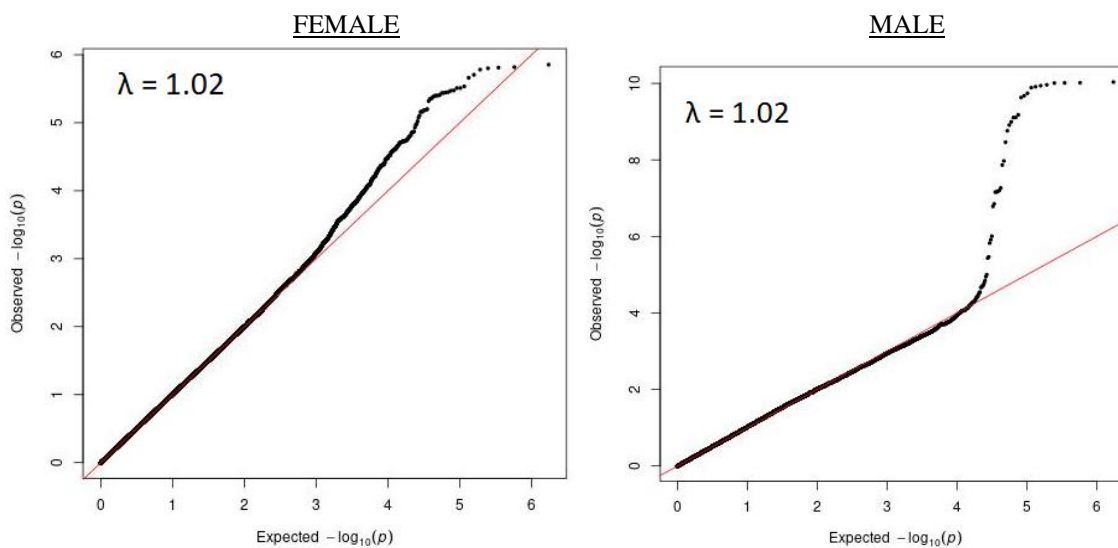 FEMALE
λ = 1.02
6
5
4
3
2
1
0
Observed −log10(p)
0 1 2 3 4 5 6
Expected −log10(p)
MALE
λ = 1.02
10
8
6
4
2
0
Observed −log10(p)
0 1 2 3 4 5 6
Expected −log10(p)